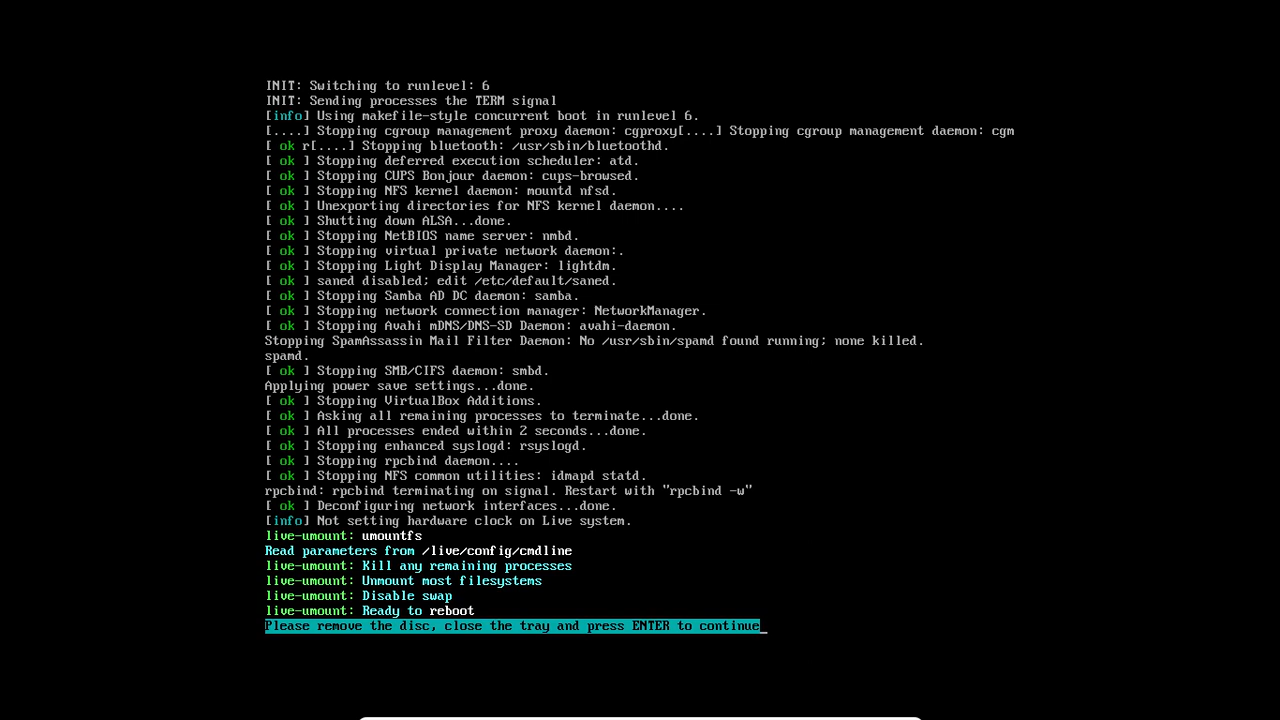 INIT: Switching to runlevel: 6
INIT: Sending processes the TERM signal
[info] Using makefile-style concurrent boot in runlevel 6.
[....] Stopping cgroup management proxy daemon: cgproxy[....] Stopping cgroup management daemon: cgm
[ ok r[....] Stopping bluetooth: /usr/sbin/bluetoothd.
[ ok ] Stopping deferred execution scheduler: atd.
[ ok ] Stopping CUPS Bonjour daemon: cups-browsed.
[ ok ] Stopping NFS kernel daemon: mountd nfsd.
[ ok ] Unexporting directories for NFS kernel daemon....
[ ok ] Shutting down ALSA...done.
[ ok ] Stopping NetBIOS name server: nmbd.
[ ok ] Stopping virtual private network daemon:.
[ ok ] Stopping Light Display Manager: lightdm.
[ ok ] saned disabled; edit /etc/default/saned.
[ ok ] Stopping Samba AD DC daemon: samba.
[ ok ] Stopping network connection manager: NetworkManager.
[ ok ] Stopping Avahi mDNS/DNS-SD Daemon: avahi-daemon.
Stopping SpamAssassin Mail Filter Daemon: No /usr/sbin/spamd found running; none killed.
spamd.
[ ok ] Stopping SMB/CIFS daemon: smbd.
Applying power save settings...done.
[ ok ] Stopping VirtualBox Additions.
[ ok ] Asking all remaining processes to terminate...done.
[ ok ] All processes ended within 2 seconds...done.
[ ok ] Stopping enhanced syslogd: rsyslogd.
[ ok ] Stopping rpcbind daemon....
[ ok ] Stopping NFS common utilities: idmapd statd.
rpcbind: rpcbind terminating on signal. Restart with "rpcbind -w"
[ ok ] Deconfiguring network interfaces...done.
[info] Not setting hardware clock on Live system.
live-umount: umountfs
Read parameters from /live/config/cmdline
live-umount: Kill any remaining processes
live-umount: Unmount most filesystems
live-umount: Disable swap
live-umount: Ready to reboot
Please remove the disc, close the tray and press ENTER to continue_